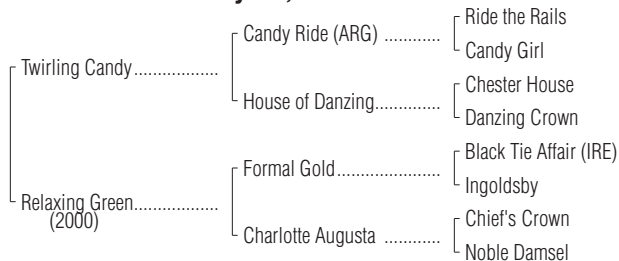 Ride the Rails
Candy Ride (ARG) ............
Candy Girl
Twirling Candy..................
Chester House
House of Danzing..............
Danzing Crown
Black Tie Affair (IRE)
Formal Gold......................
Ingoldsby
Relaxing Green..................
(2000)
Chief's Crown
Charlotte Augusta ............
Noble Damsel